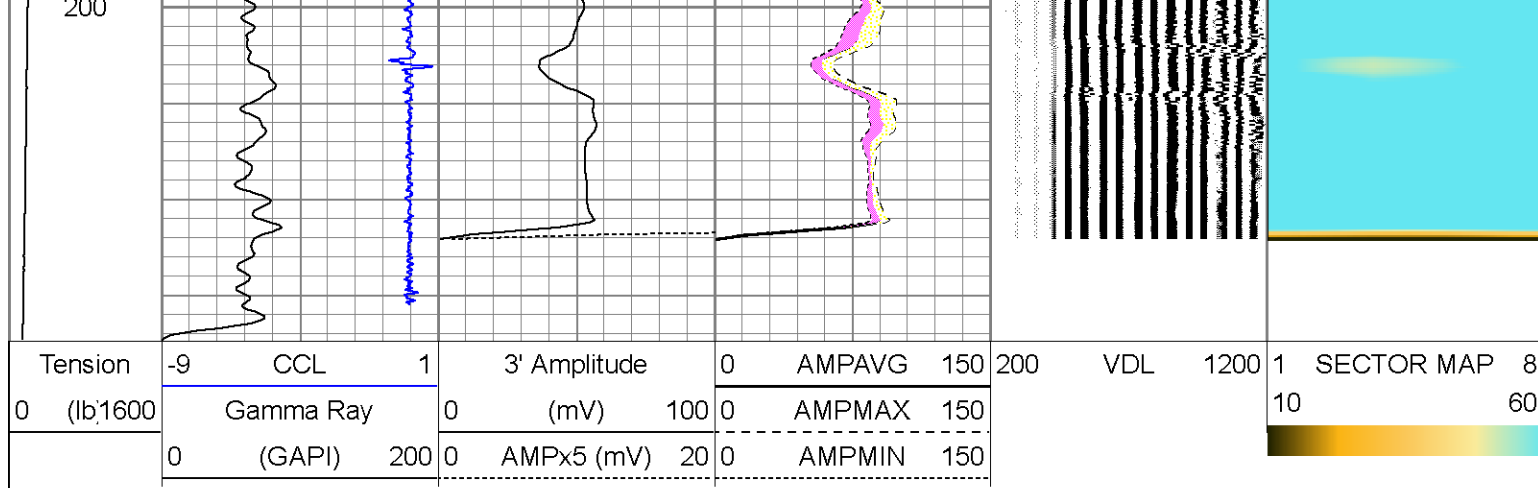 200
Tension
-9 CCL 1
3' Amplitude
0 AMPAVG 150
200 VDL 1200
1 SECTOR MAP 8
0 (lb)1600
Gamma Ray
0 (mV) 100
0 AMPMAX 150
10 60
0 (GAPI) 200
0 AMPx5 (mV) 20
0 AMPMIN 150